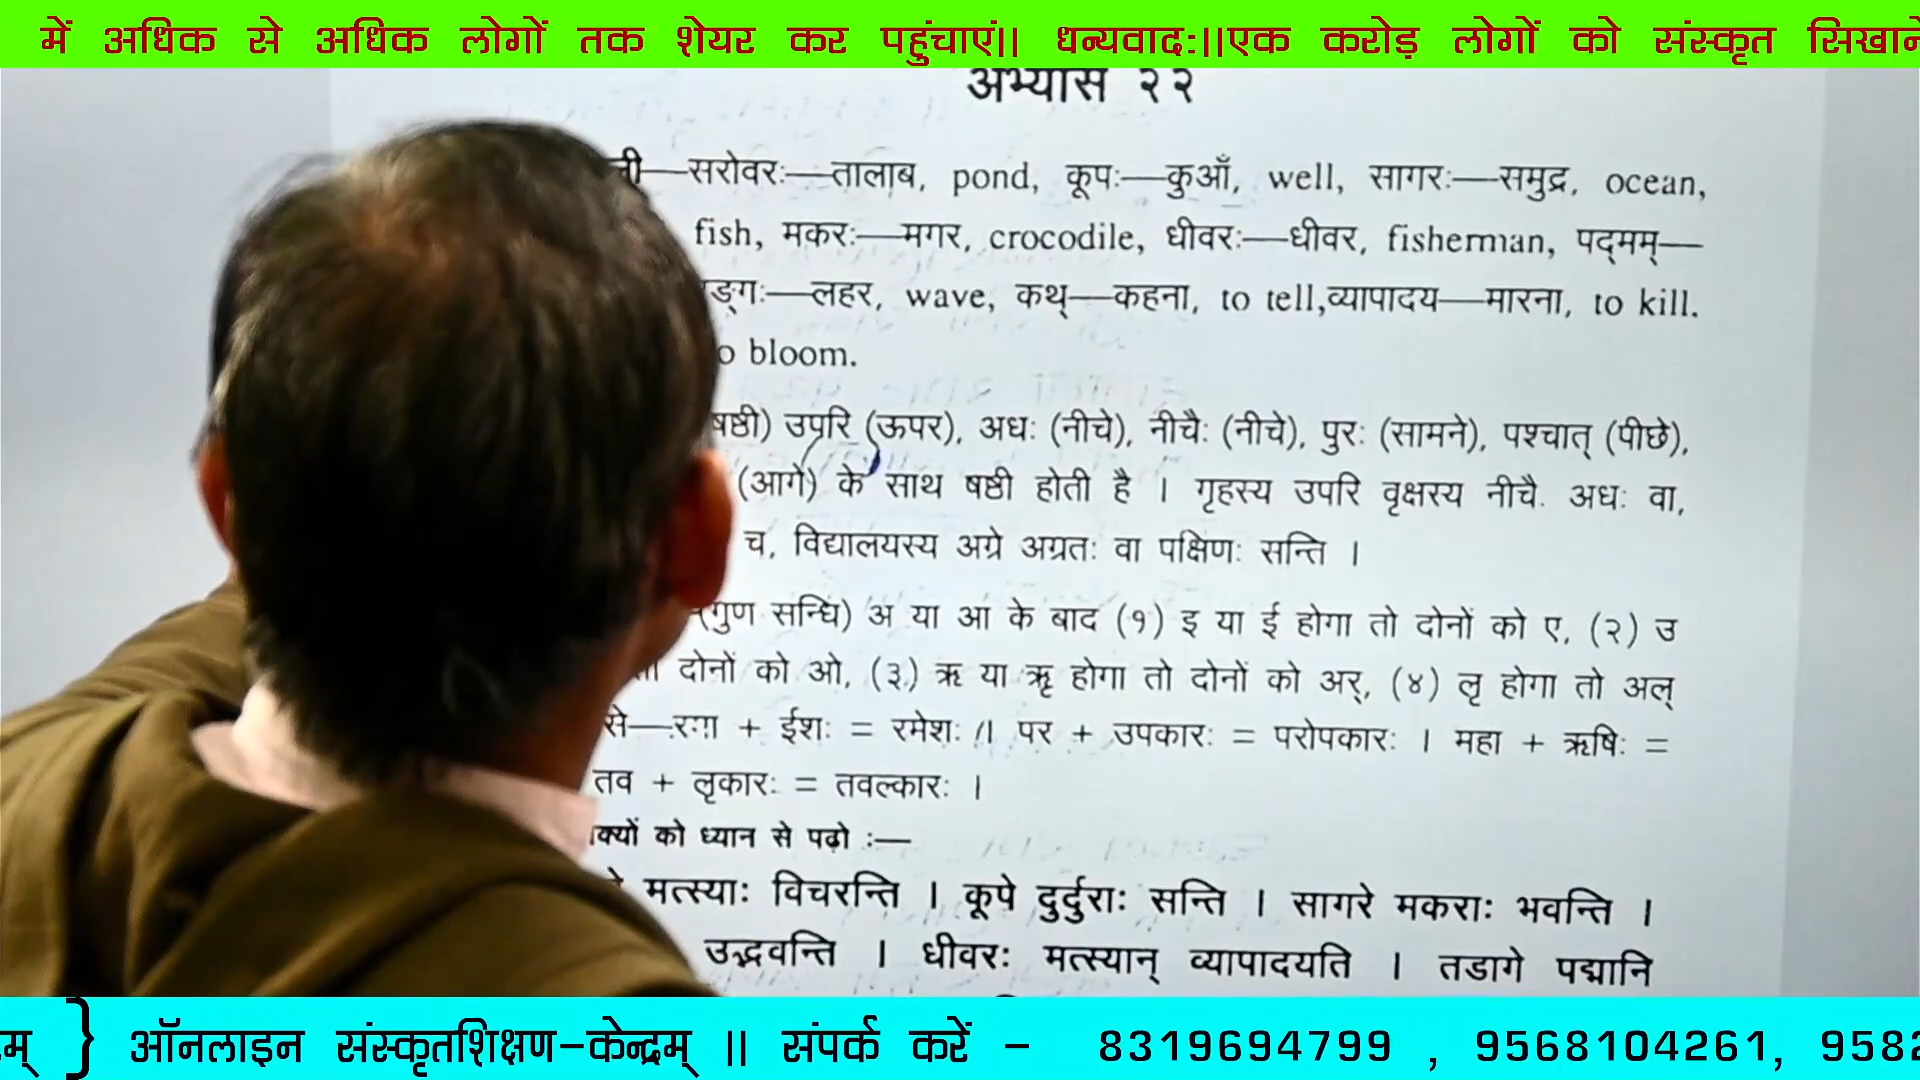 में अधिक से अधिक लोगों तक शेयर कर पहुंचाएं|| धन्यवादः||एक करोड़ लोगों को संस्कृत सिखाने
अभ्यास २२
सरोवरः—तालाब, pond, कूपः—कुआँ, well, सागरः—समुद्र, ocean,
fish, मकरः—मगर, crocodile, धीवरः—धीवर, fisherman, पद्मम्—
लहर, wave, कथ्—कहना, to tell,व्यापादय—मारना, to kill.
bloom.
उपरि (ऊपर), अधः (नीचे), नीचैः (नीचे), पुरः (सामने), पश्चात् (पीछे),
(आगे) के साथ षष्ठी होती है । गृहस्य उपरि वृक्षस्य नीचै. अधः वा,
च, विद्यालयस्य अग्रे अग्रतः वा पक्षिणः सन्ति ।
(गुण सन्धि) अ या आ के बाद (१) इ या ई होगा तो दोनों को ए, (२) उ
दोनों को ओ, (३) ऋ या ॠ होगा तो दोनों को अर्, (४) लृ होगा तो अल्
से— + ईशः = रमेशः । पर + उपकारः = परोपकारः । महा + ऋषिः =
तव + लृकारः = तवल्कारः ।
को ध्यान से पढ़ो :—
मत्स्याः विचरन्ति । कूपे दुर्दुराः सन्ति । सागरे मकराः भवन्ति ।
उद्भवन्ति । धीवरः मत्स्यान् व्यापादयति । तडागे पद्मानि
} ऑनलाइन संस्कृतशिक्षण-केन्द्रम् || संपर्क करें - 8319694799 , 9568104261, 9582